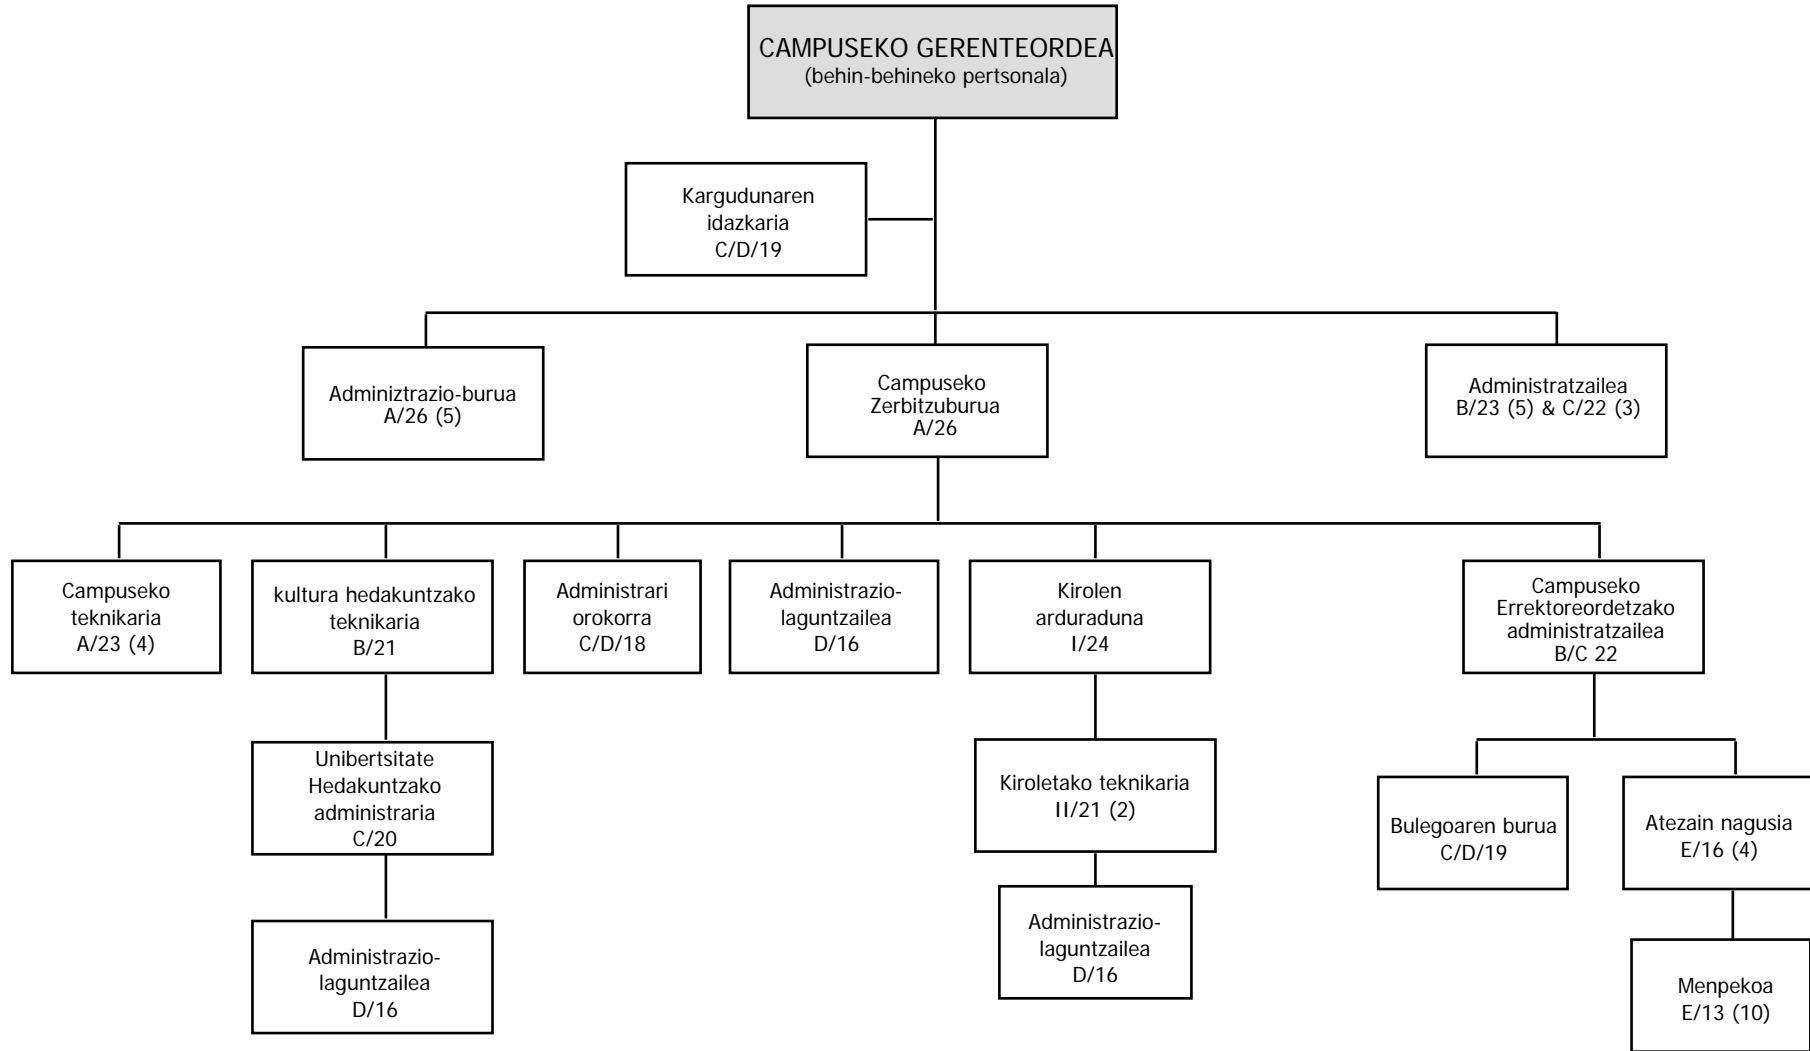 CAMPUSEKO GERENTEORDEA
(behin-behineko pertsonala)
Kargudunaren
idazkaria
C/D/19
Adminiztrazio-burua
A/26 (5)
Campuseko
Zerbitzuburua
A/26
Administratzailea
B/23 (5) & C/22 (3)
Campuseko
teknikaria
A/23 (4)
kultura hedakuntzako
teknikaria
B/21
Administrari
orokorra
C/D/18
Administrazio-
laguntzailea
D/16
Kirolen
arduraduna
I/24
Campuseko
Errektoreordetzako
administratzailea
B/C 22
Unibertsitate
Hedakuntzako
administraria
C/20
Kiroletako teknikaria
II/21 (2)
Bulegoaren burua
C/D/19
Atezain nagusia
E/16 (4)
Administrazio-
laguntzailea
D/16
Administrazio-
laguntzailea
D/16
Menpekoa
E/13 (10)